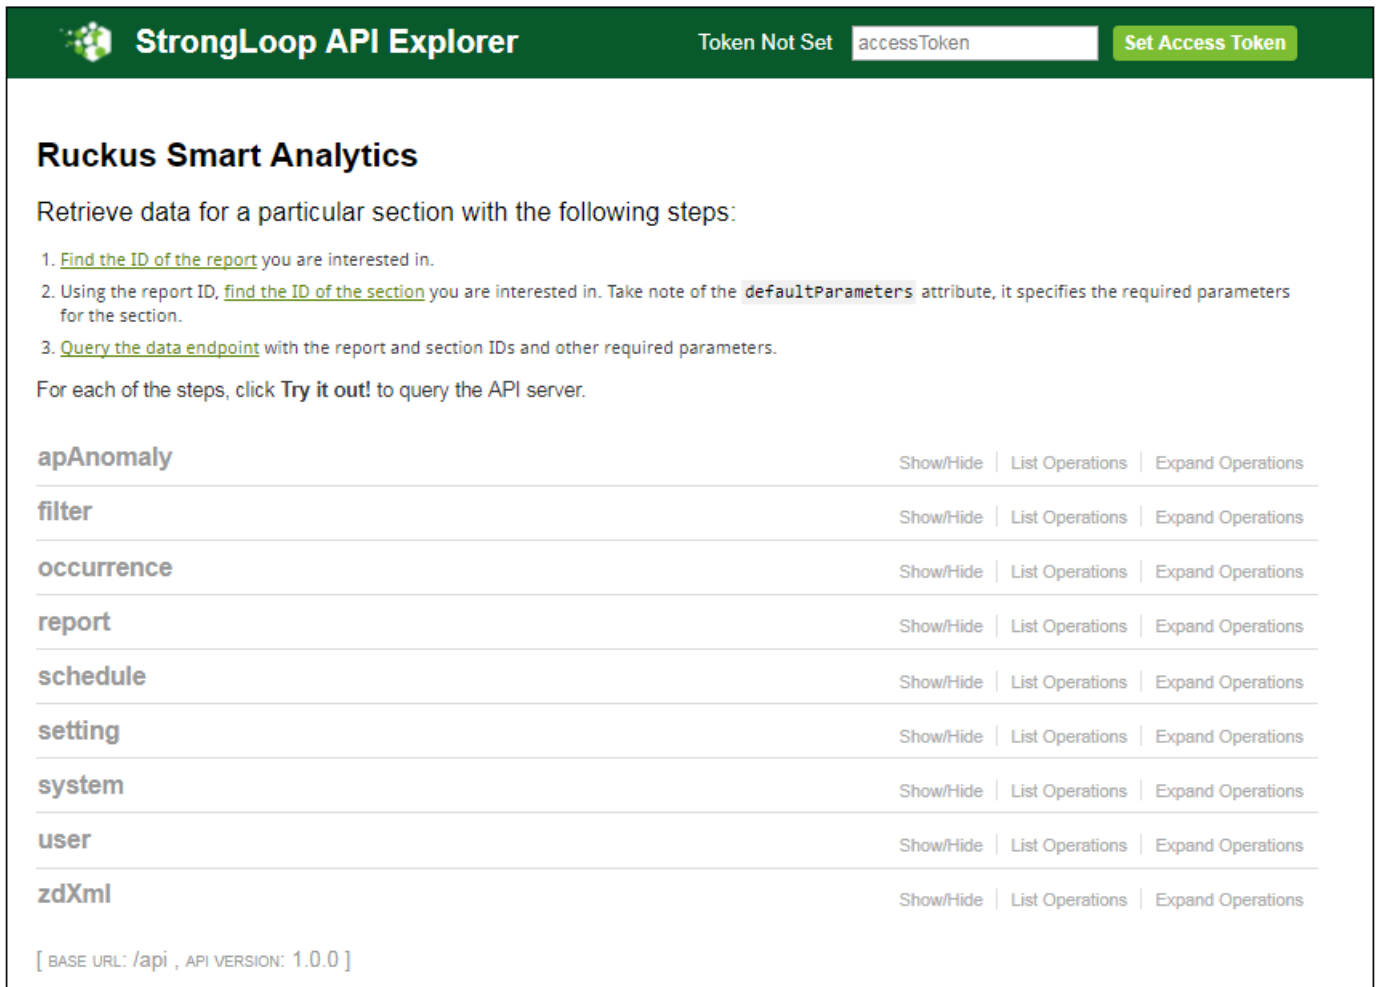 StrongLoop API Explorer Token Not Set accessToken Set Access Token
Ruckus Smart Analytics
Retrieve data for a particular section with the following steps:
1. Find the ID of the report you are interested in.
2. Using the report ID, find the ID of the section you are interested in. Take note of the defaultParameters attribute, it specifies the required parameters
for the section.
3. Query the data endpoint with the report and section IDs and other required parameters.
For each of the steps, click Try it out! to query the API server.
apAnomaly Show/Hide List Operations Expand Operations
filter Show/Hide List Operations Expand Operations
occurrence Show/Hide List Operations Expand Operations
report Show/Hide List Operations Expand Operations
schedule Show/Hide List Operations Expand Operations
setting Show/Hide List Operations Expand Operations
system Show/Hide List Operations Expand Operations
user Show/Hide List Operations Expand Operations
zdXml Show/Hide List Operations Expand Operations
[ BASE URL: /api , API VERSION: 1.0.0 ]